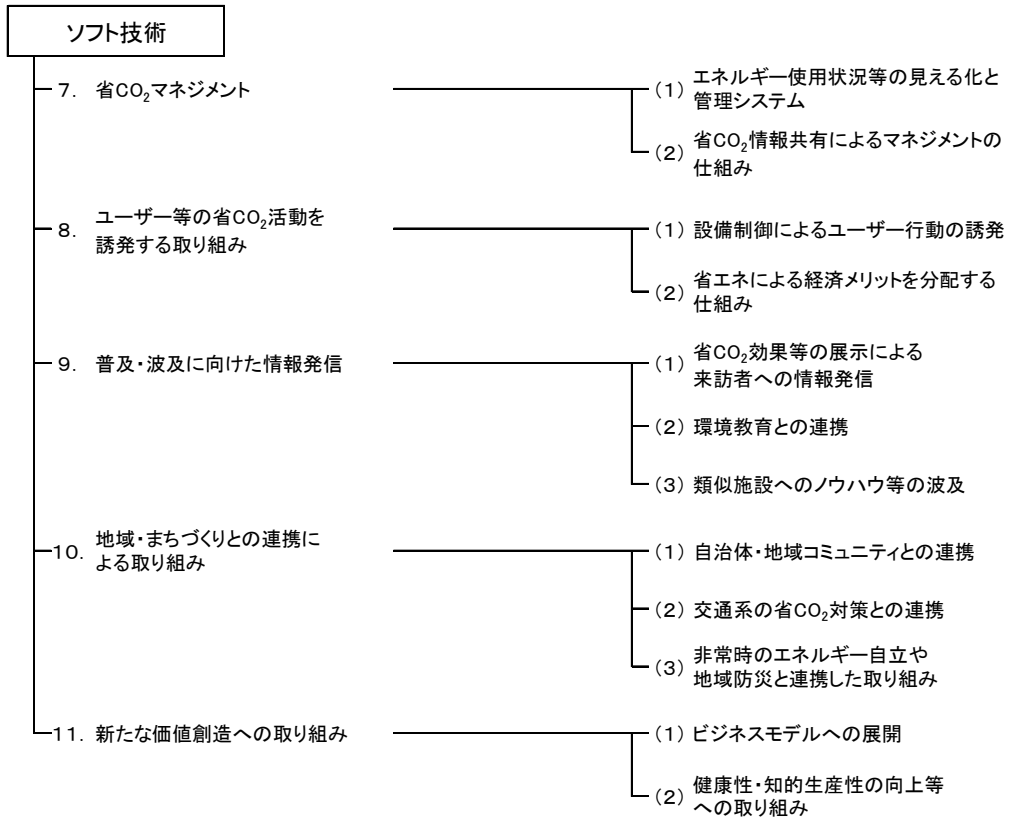 ソフト技術
7. 省CO₂マネジメント
(1) エネルギー使用状況等の見える化と
管理システム
(2) 省CO₂情報共有によるマネジメントの
仕組み
8. ユーザー等の省CO₂活動を
誘発する取り組み
(1) 設備制御によるユーザー行動の誘発
(2) 省エネによる経済メリットを分配する
仕組み
9. 普及・波及に向けた情報発信
(1) 省CO₂効果等の展示による
来訪者への情報発信
(2) 環境教育との連携
(3) 類似施設へのノウハウ等の波及
10. 地域・まちづくりとの連携に
よる取り組み
(1) 自治体・地域コミュニティとの連携
(2) 交通系の省CO₂対策との連携
(3) 非常時のエネルギー自立や
地域防災と連携した取り組み
11. 新たな価値創造への取り組み
(1) ビジネスモデルへの展開
(2) 健康性・知的生産性の向上等
への取り組み